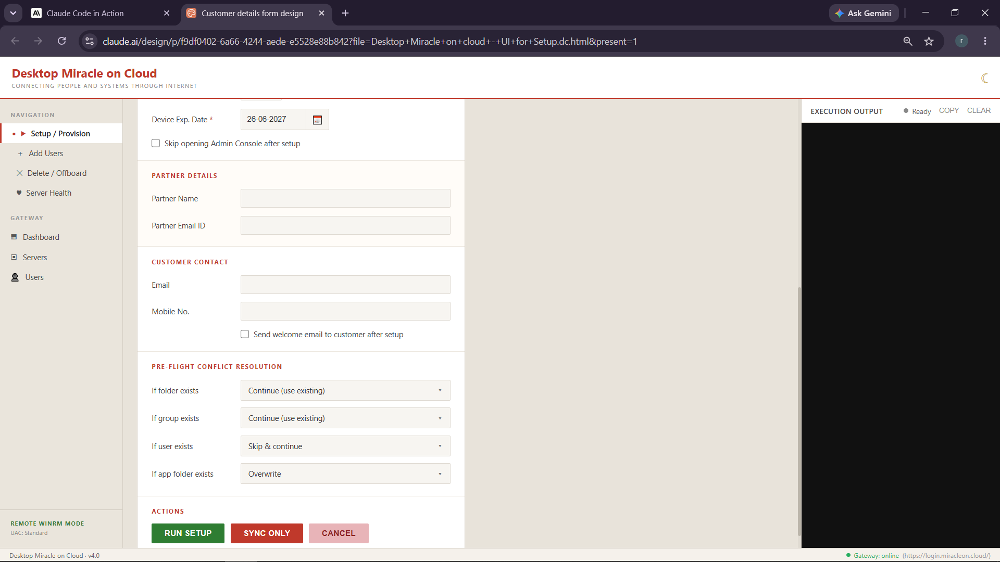 Claude Code in Action
Customer details form design
Ask Gemini
claude.ai/design/p/f9df0402-6a66-4244-aede-e5528e88b842?file=Desktop+Miracle+on+cloud+-+UI+for+Setup.dc.html&present=1
r
Desktop Miracle on Cloud
CONNECTING PEOPLE AND SYSTEMS THROUGH INTERNET
NAVIGATION
Setup / Provision
Add Users
Delete / Offboard
Server Health
GATEWAY
Dashboard
Servers
Users
REMOTE WINRM MODE
UAC: Standard
Device Exp. Date *
26-06-2027
Skip opening Admin Console after setup
PARTNER DETAILS
Partner Name
Partner Email ID
CUSTOMER CONTACT
Email
Mobile No.
Send welcome email to customer after setup
PRE-FLIGHT CONFLICT RESOLUTION
If folder exists
Continue (use existing)
If group exists
Continue (use existing)
If user exists
Skip & continue
If app folder exists
Overwrite
ACTIONS
RUN SETUP
SYNC ONLY
CANCEL
EXECUTION OUTPUT
Ready
COPY
CLEAR
Desktop Miracle on Cloud · v4.0
Gateway: online (https://login.miracleon.cloud/)